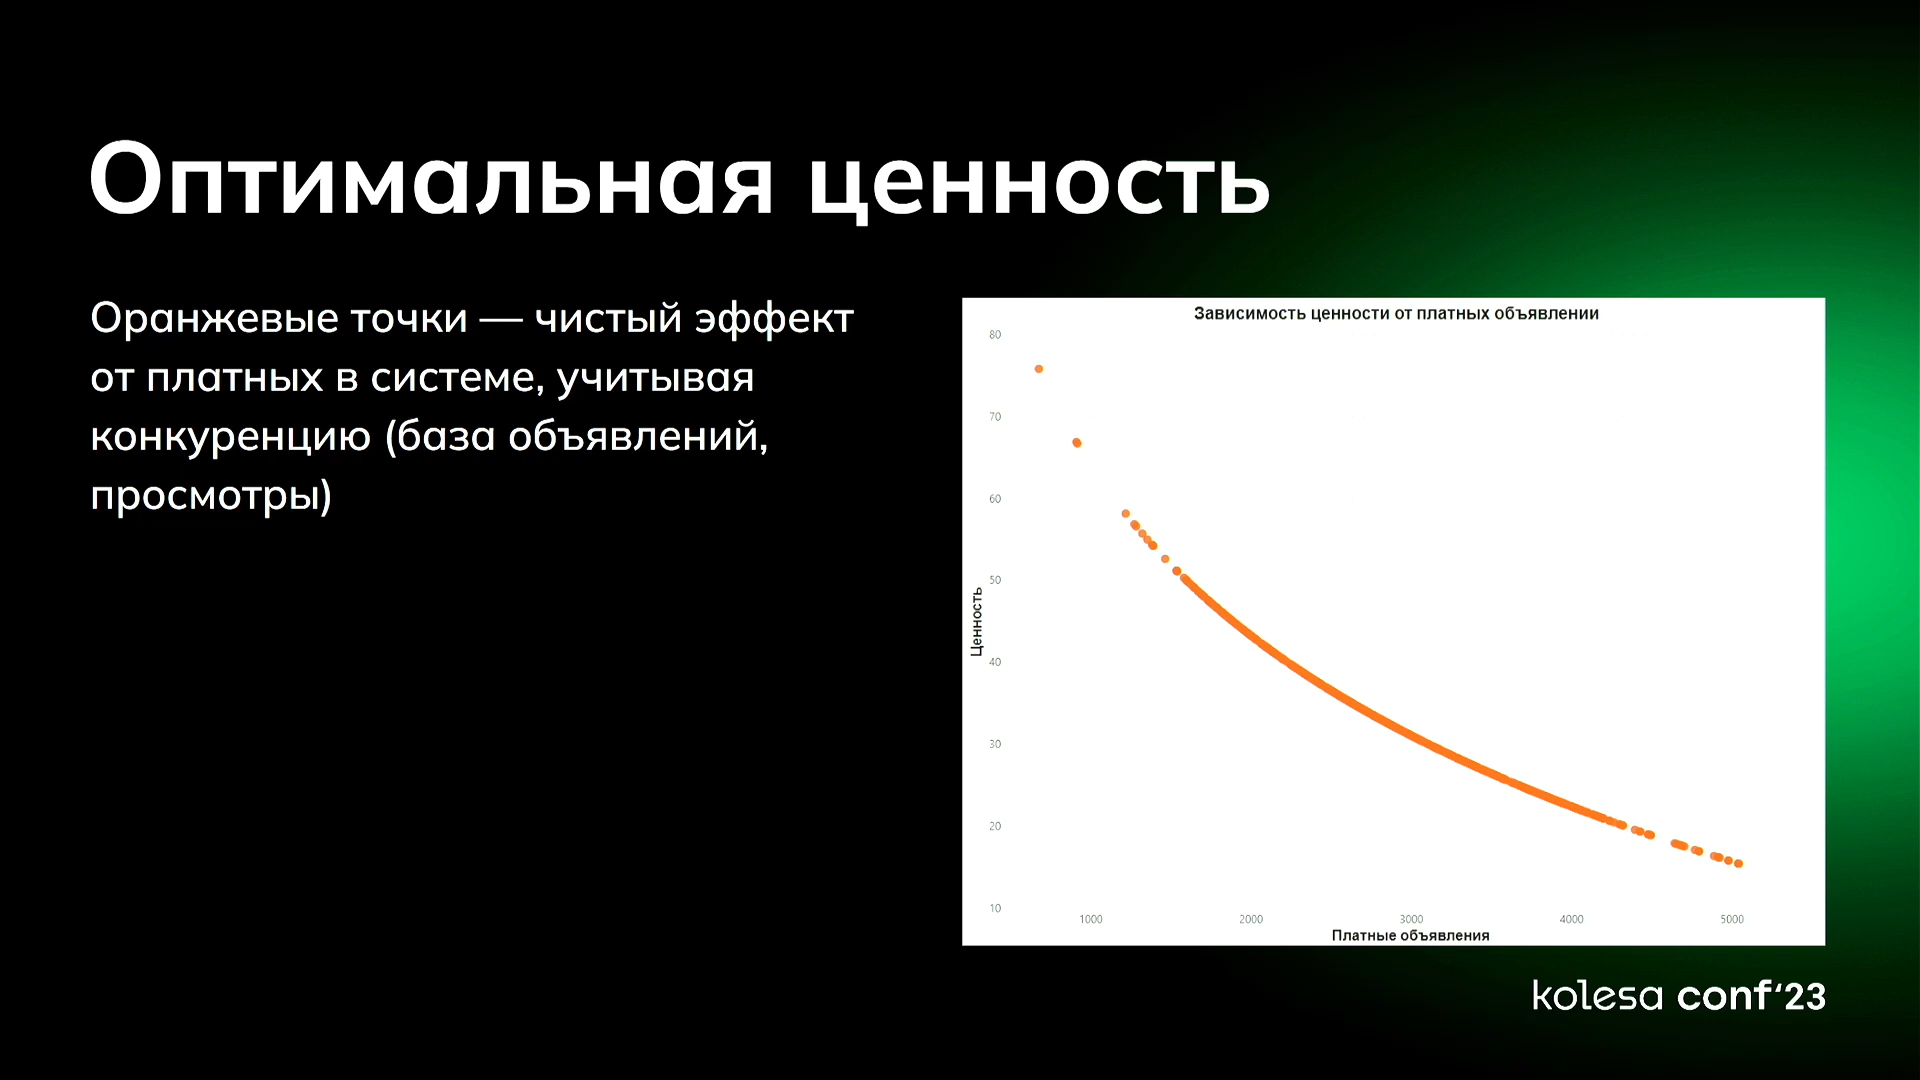 Оптимальная ценность
Оранжевые точки — чистый эффект
от платных в системе, учитывая
конкуренцию (база объявлений,
просмотры)
Зависимость ценности от платных объявлении
80
70
60
50
40
30
20
10
Ценность
1000 2000 3000 4000 5000
Платные объявления
kolesa conf‘23